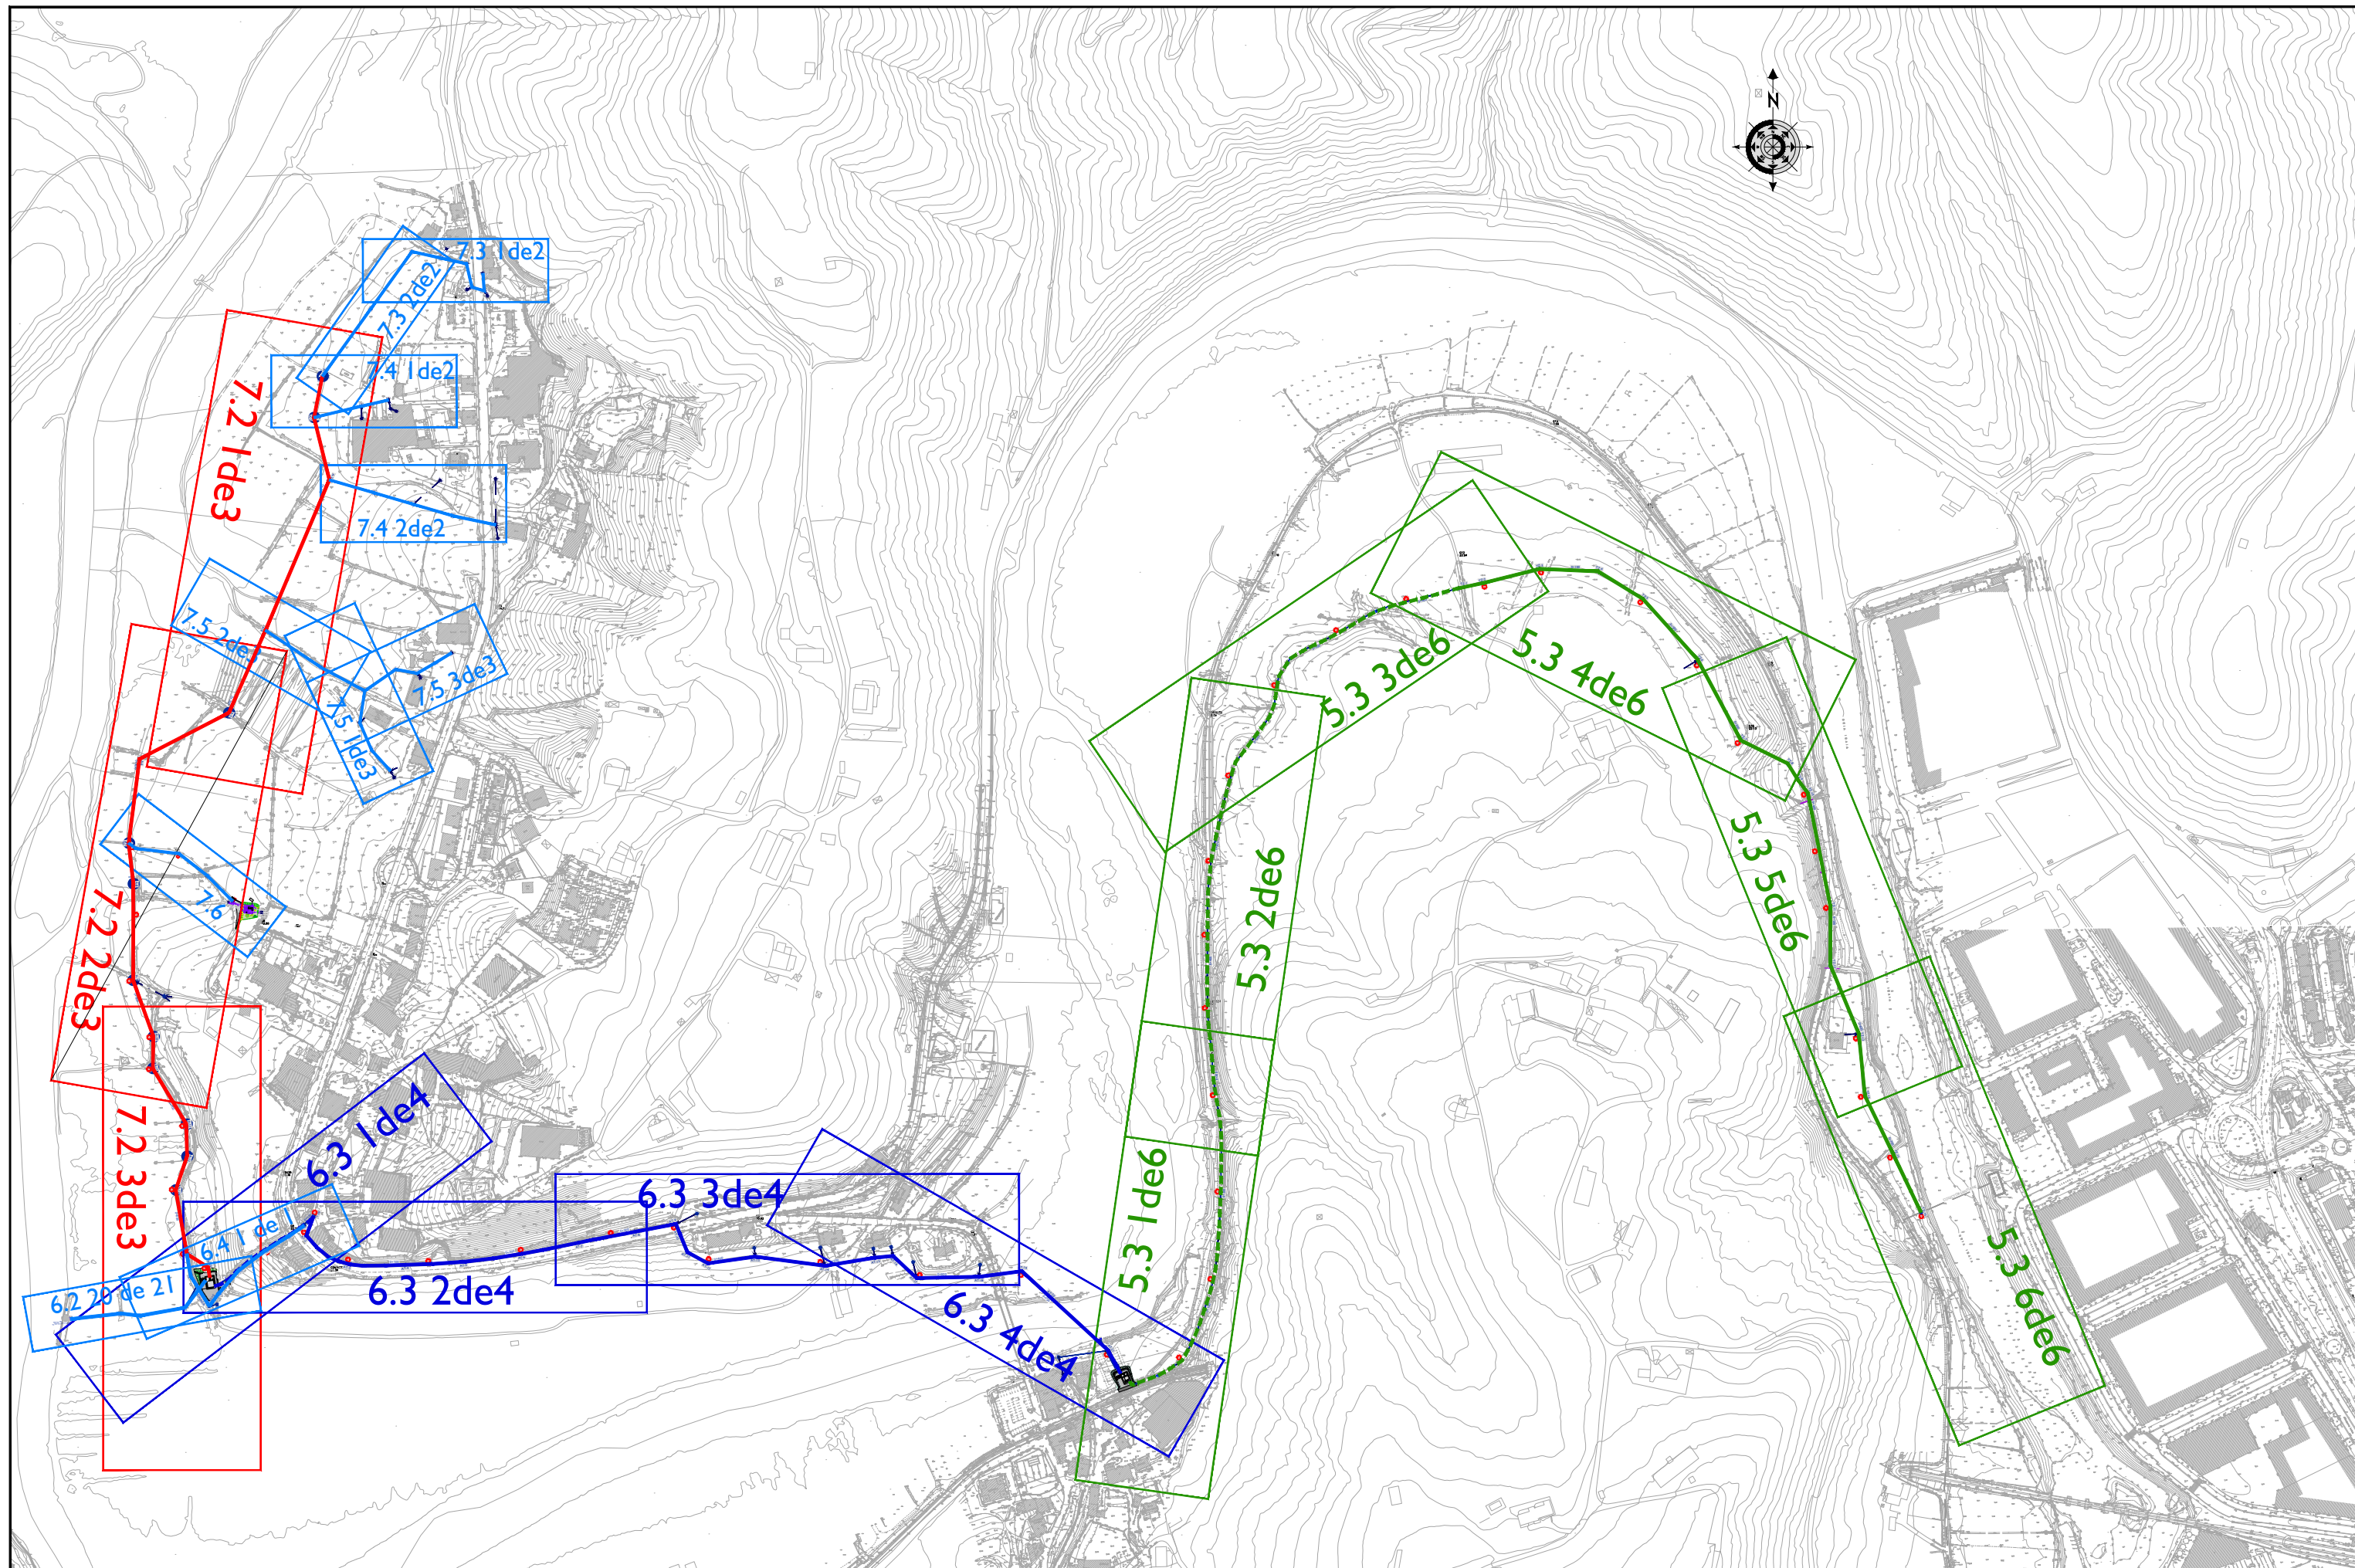 N
7.3 1de2
7.3 2de2
7.4 1de2
7.2 1de3
7.4 2de2
7.5 2de3
7.5 3de3
7.5 1de3
5.3 3de6
5.3 4de6
7.6
7.2 2de3
5.3 2de6
5.3 5de6
6.3 1de4
7.2 3de3
6.3 3de4
5.3 1de6
6.4 1 de 1
6.2 20 de 21
6.3 2de4
6.3 4de4
5.3 6de6